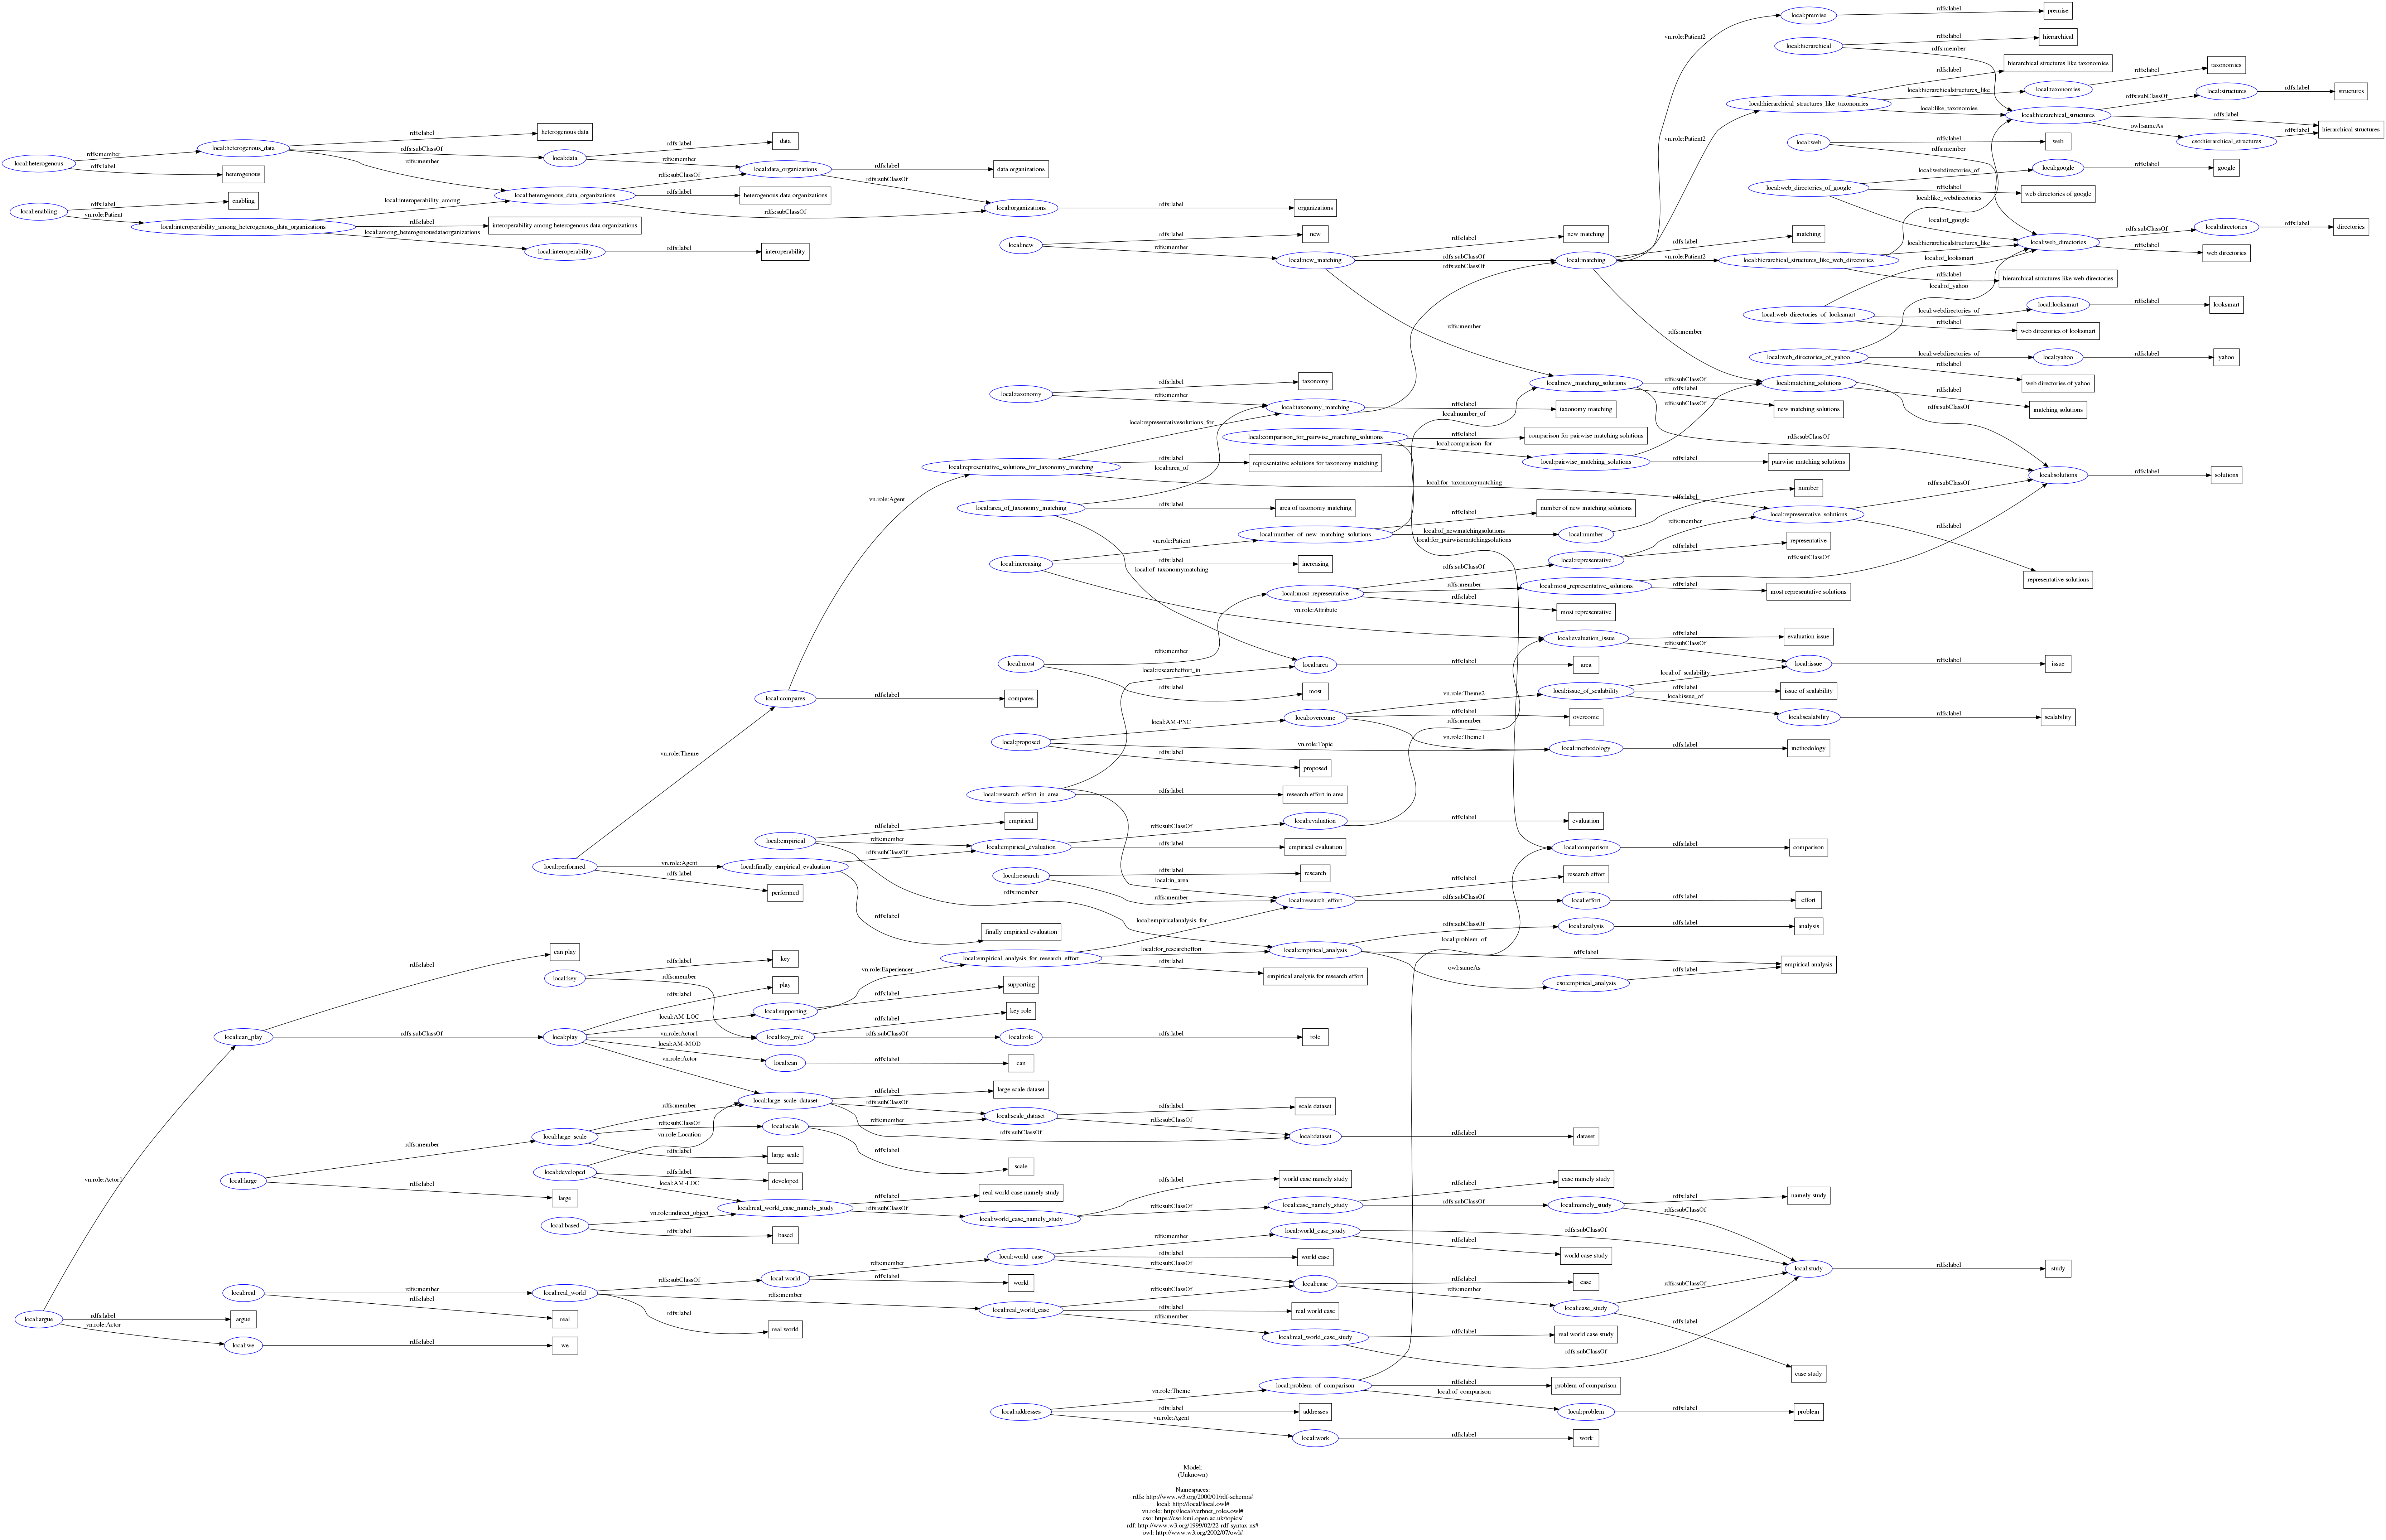 local:premise
rdfs:label
premise
vn.role:Patient2
local:hierarchical
rdfs:label
hierarchical
rdfs:member
hierarchical structures like taxonomies
rdfs:label
taxonomies
rdfs:label
local:hierarchical_structures_like_taxonomies
local:hierarchicalstructures_like
local:taxonomies
local:like_taxonomies
rdfs:subClassOf
local:structures
rdfs:label
structures
local:hierarchical_structures
rdfs:label
hierarchical structures
owl:sameAs
cso:hierarchical_structures
rdfs:label
local:heterogenous
rdfs:member
rdfs:label
heterogenous
local:heterogenous_data
rdfs:label
heterogenous data
rdfs:subClassOf
rdfs:member
local:data
rdfs:label
data
rdfs:member
local:data_organizations
rdfs:label
data organizations
rdfs:subClassOf
rdfs:subClassOf
local:heterogenous_data_organizations
rdfs:label
heterogenous data organizations
rdfs:subClassOf
local:organizations
rdfs:label
organizations
local:enabling
rdfs:label
enabling
vn.role:Patient
local:interoperability_among_heterogenous_data_organizations
local:interoperability_among
rdfs:label
interoperability among heterogenous data organizations
local:among_heterogenousdataorganizations
local:interoperability
rdfs:label
interoperability
vn.role:Patient2
local:web
rdfs:label
web
rdfs:member
local:web_directories_of_google
local:webdirectories_of
local:google
rdfs:label
google
rdfs:label
web directories of google
local:like_webdirectories
local:of_google
local:new
rdfs:label
new
rdfs:member
local:new_matching
rdfs:label
new matching
rdfs:subClassOf
rdfs:subClassOf
local:matching
rdfs:label
matching
vn.role:Patient2
local:hierarchical_structures_like_web_directories
local:hierarchicalstructures_like
local:web_directories
rdfs:subClassOf
local:directories
rdfs:label
directories
rdfs:label
web directories
local:of_looksmart
rdfs:label
hierarchical structures like web directories
local:of_yahoo
local:web_directories_of_looksmart
local:webdirectories_of
local:looksmart
rdfs:label
looksmart
rdfs:label
web directories of looksmart
rdfs:member
rdfs:member
local:web_directories_of_yahoo
local:webdirectories_of
local:yahoo
rdfs:label
yahoo
rdfs:label
web directories of yahoo
local:taxonomy
rdfs:label
taxonomy
rdfs:member
local:new_matching_solutions
rdfs:subClassOf
local:matching_solutions
rdfs:label
rdfs:label
matching solutions
new matching solutions
rdfs:subClassOf
rdfs:subClassOf
local:taxonomy_matching
rdfs:label
taxonomy matching
local:number_of
local:representativesolutions_for
local:comparison_for_pairwise_matching_solutions
rdfs:label
comparison for pairwise matching solutions
local:comparison_for
rdfs:subClassOf
local:pairwise_matching_solutions
rdfs:label
pairwise matching solutions
local:representative_solutions_for_taxonomy_matching
rdfs:label
representative solutions for taxonomy matching
local:area_of
local:solutions
rdfs:label
solutions
local:for_taxonomymatching
rdfs:subClassOf
number
rdfs:label
vn.role:Agent
local:area_of_taxonomy_matching
rdfs:label
area of taxonomy matching
rdfs:label
number of new matching solutions
local:representative_solutions
rdfs:member
rdfs:label
local:number_of_new_matching_solutions
local:of_newmatchingsolutions
local:number
local:for_pairwisematchingsolutions
vn.role:Patient
local:increasing
rdfs:label
increasing
local:of_taxonomymatching
local:representative
rdfs:label
representative
rdfs:subClassOf
rdfs:subClassOf
representative solutions
local:most_representative
rdfs:member
local:most_representative_solutions
rdfs:label
most representative solutions
rdfs:label
most representative
vn.role:Attribute
local:evaluation_issue
rdfs:label
evaluation issue
rdfs:subClassOf
local:most
rdfs:member
local:researcheffort_in
rdfs:label
most
local:area
rdfs:label
area
local:issue
rdfs:label
issue
local:of_scalability
local:issue_of_scalability
rdfs:label
issue of scalability
local:issue_of
local:scalability
rdfs:label
scalability
local:compares
rdfs:label
compares
vn.role:Theme2
local:AM-PNC
local:overcome
rdfs:label
overcome
rdfs:member
vn.role:Theme1
local:proposed
vn.role:Topic
local:methodology
rdfs:label
methodology
rdfs:label
proposed
vn.role:Theme
local:research_effort_in_area
rdfs:label
research effort in area
local:evaluation
rdfs:label
evaluation
local:empirical
rdfs:label
empirical
rdfs:member
rdfs:subClassOf
local:empirical_evaluation
rdfs:label
empirical evaluation
rdfs:subClassOf
local:comparison
rdfs:label
comparison
local:performed
vn.role:Agent
rdfs:label
performed
local:finally_empirical_evaluation
local:research
rdfs:label
research
local:in_area
rdfs:member
rdfs:member
local:research_effort
rdfs:label
research effort
rdfs:subClassOf
local:effort
rdfs:label
effort
rdfs:label
finally empirical evaluation
local:empiricalanalysis_for
rdfs:subClassOf
local:analysis
rdfs:label
analysis
local:problem_of
local:for_researcheffort
local:empirical_analysis
rdfs:label
empirical analysis
local:empirical_analysis_for_research_effort
rdfs:label
empirical analysis for research effort
owl:sameAs
cso:empirical_analysis
rdfs:label
rdfs:label
can play
local:key
rdfs:label
key
rdfs:member
vn.role:Experiencer
rdfs:label
play
rdfs:label
supporting
local:AM-LOC
local:supporting
rdfs:label
key role
local:can_play
rdfs:subClassOf
local:play
vn.role:Actor1
local:key_role
rdfs:subClassOf
local:role
rdfs:label
role
local:AM-MOD
vn.role:Actor
local:can
rdfs:label
can
rdfs:label
large scale dataset
local:large_scale_dataset
rdfs:subClassOf
rdfs:member
local:scale_dataset
rdfs:label
scale dataset
rdfs:subClassOf
rdfs:member
rdfs:subClassOf
local:dataset
rdfs:label
dataset
rdfs:member
local:large_scale
rdfs:subClassOf
local:scale
vn.role:Location
rdfs:label
large scale
rdfs:label
scale
vn.role:Actor1
local:large
rdfs:label
large
local:developed
rdfs:label
developed
local:AM-LOC
rdfs:label
real world case namely study
rdfs:label
world case namely study
rdfs:label
case namely study
rdfs:label
namely study
local:real_world_case_namely_study
rdfs:subClassOf
local:world_case_namely_study
rdfs:subClassOf
local:case_namely_study
rdfs:subClassOf
local:namely_study
rdfs:subClassOf
local:based
vn.role:indirect_object
rdfs:label
based
rdfs:member
local:world_case_study
rdfs:subClassOf
rdfs:label
world case study
local:world_case
rdfs:label
world case
rdfs:subClassOf
local:study
rdfs:label
study
rdfs:member
local:world
rdfs:label
world
local:case
rdfs:label
case
rdfs:member
rdfs:subClassOf
local:real
rdfs:member
rdfs:label
real
local:real_world
rdfs:subClassOf
rdfs:member
rdfs:label
real world
rdfs:subClassOf
local:real_world_case
rdfs:label
real world case
rdfs:member
local:case_study
rdfs:label
case study
local:argue
rdfs:label
argue
vn.role:Actor
local:we
rdfs:label
we
local:real_world_case_study
rdfs:label
real world case study
rdfs:subClassOf
vn.role:Theme
local:problem_of_comparison
rdfs:label
problem of comparison
local:of_comparison
local:addresses
rdfs:label
addresses
vn.role:Agent
local:problem
rdfs:label
problem
local:work
rdfs:label
work
Model:
(Unknown)
Namespaces:
rdfs: http://www.w3.org/2000/01/rdf-schema#
local: http://local/local.owl#
vn.role: http://local/verbnet_roles.owl#
cso: https://cso.kmi.open.ac.uk/topics/
rdf: http://www.w3.org/1999/02/22-rdf-syntax-ns#
owl: http://www.w3.org/2002/07/owl#